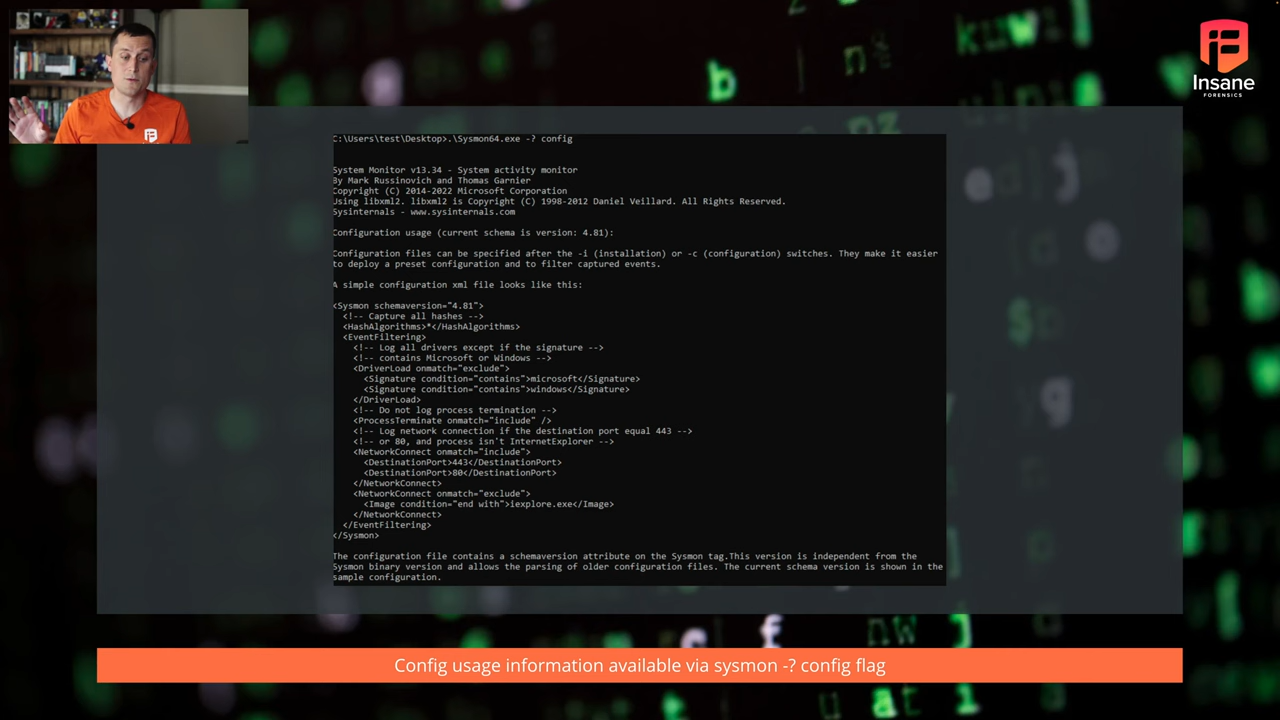 Insane
FORENSICS
C:\Users\test\Desktop>.\Sysmon64.exe -? config
System Monitor v13.34 - System activity monitor
By Mark Russinovich and Thomas Garnier
Copyright (C) 2014-2022 Microsoft Corporation
Using libxml2. libxml2 is Copyright (C) 1998-2012 Daniel Veillard. All Rights Reserved.
Sysinternals - www.sysinternals.com
Configuration usage (current schema is version: 4.81):
Configuration files can be specified after the -i (installation) or -c (configuration) switches. They make it easier
to deploy a preset configuration and to filter captured events.
A simple configuration xml file looks like this:
<Sysmon schemaversion="4.81">
  <!-- Capture all hashes -->
  <HashAlgorithms>*</HashAlgorithms>
  <EventFiltering>
    <!-- Log all drivers except if the signature -->
    <!-- contains Microsoft or Windows -->
    <DriverLoad onmatch="exclude">
      <Signature condition="contains">microsoft</Signature>
      <Signature condition="contains">windows</Signature>
    </DriverLoad>
    <!-- Do not log process termination -->
    <ProcessTerminate onmatch="include" />
    <!-- Log network connection if the destination port equal 443 -->
    <!-- or 80, and process isn't InternetExplorer -->
    <NetworkConnect onmatch="include">
      <DestinationPort>443</DestinationPort>
      <DestinationPort>80</DestinationPort>
    </NetworkConnect>
    <NetworkConnect onmatch="exclude">
      <Image condition="end with">iexplore.exe</Image>
    </NetworkConnect>
  </EventFiltering>
</Sysmon>
The configuration file contains a schemaversion attribute on the Sysmon tag.This version is independent from the
Sysmon binary version and allows the parsing of older configuration files. The current schema version is shown in the
sample configuration.
Config usage information available via sysmon -? config flag